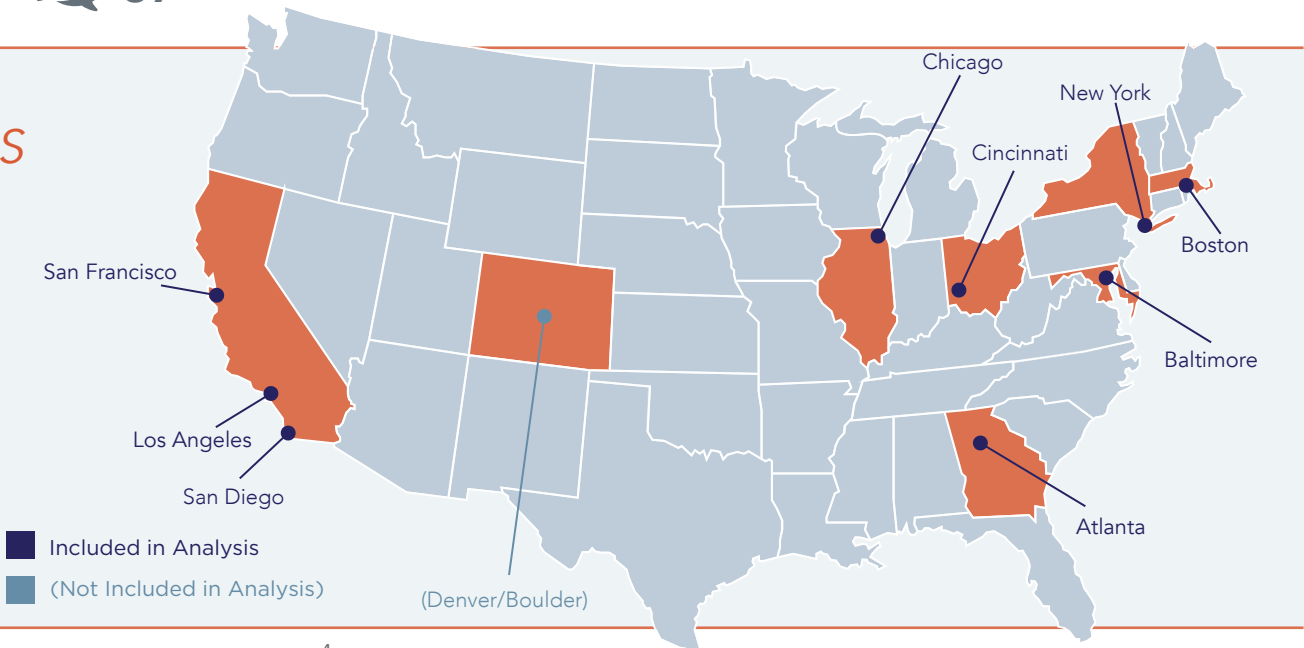 S
Chicago
New York
Cincinnati
San Francisco
Boston
Baltimore
Los Angeles
San Diego
Atlanta
Included in Analysis
(Not Included in Analysis)
(Denver/Boulder)